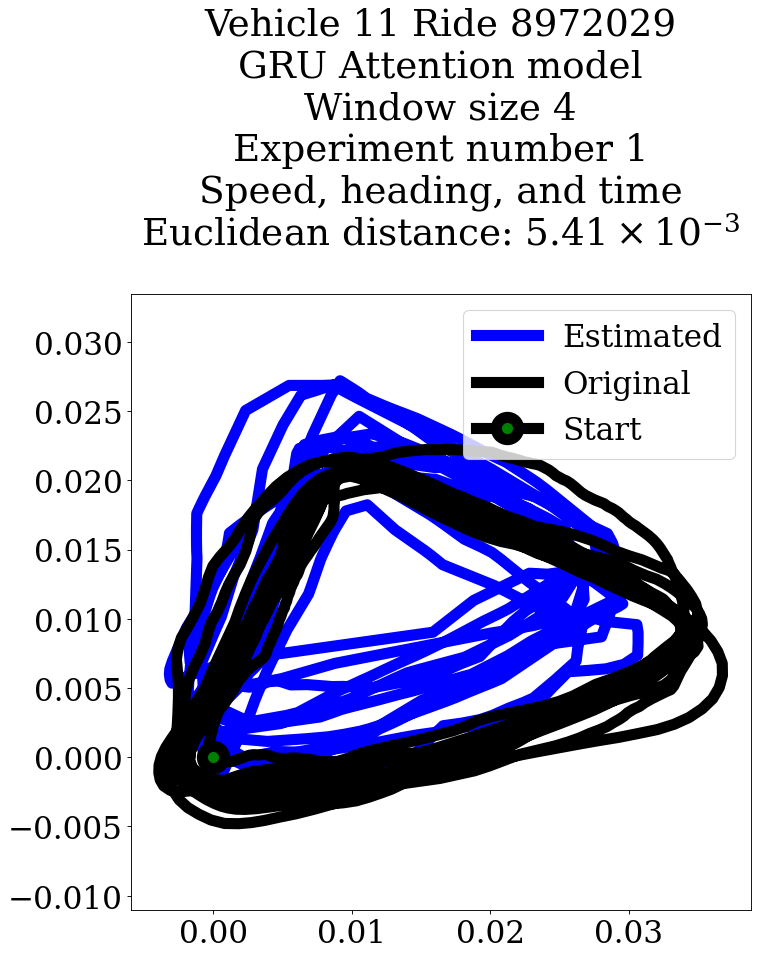 Vehicle 11 Ride 8972029
GRU Attention model
Window size 4
Experiment number 1
Speed, heading, and time
Euclidean distance: 5.41 × 10⁻³
Estimated
Original
Start
0.030
0.025
0.020
0.015
0.010
0.005
0.000
−0.005
−0.010
0.00 0.01 0.02 0.03